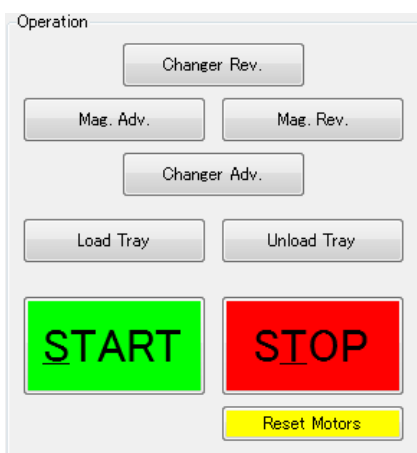 Operation
Changer Rev.
Mag. Adv. Mag. Rev.
Changer Adv.
Load Tray Unload Tray
START STOP
Reset Motors